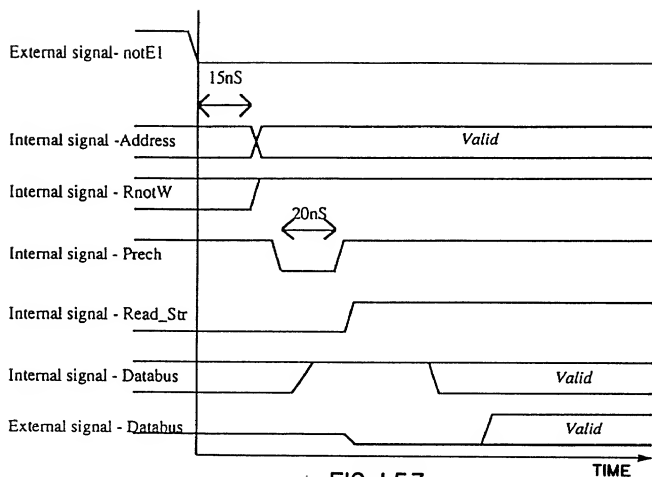 External signal- notE1
15nS
Internal signal -Address
Valid
Internal signal - RnotW
20nS
Internal signal - Prech
Internal signal - Read_Str
Internal signal - Databus
Valid
External signal - Databus
Valid
TIME